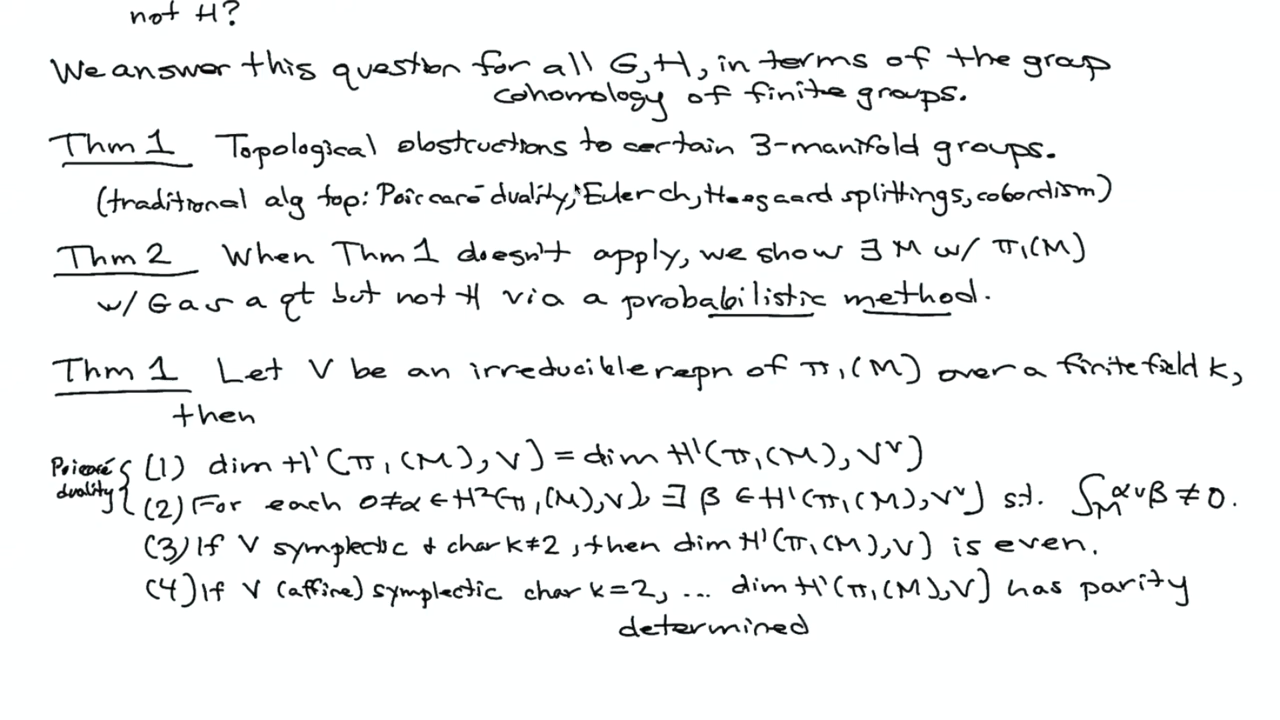 not H?
We answer this question for all G,H, in terms of the group
cohomology of finite groups.
Thm 1 Topological obstructions to certain 3-manifold groups.
(traditional alg top: Poincaré duality, Euler ch, Heegaard splittings, cobordism)
Thm 2 When Thm 1 doesn't apply, we show ∃ M w/ π₁(M)
w/ G as a qt but not H via a probabilistic method.
Thm 1 Let V be an irreducible repn of π₁(M) over a finite field k,
then
Poincaré duality { (1) dim H¹(π₁(M), V) = dim H¹(π₁(M), V^∨)
(2) For each 0≠α∈H²(π₁(M),V), ∃ β ∈ H¹(π₁(M), V^∨) s.t. ∫_M α∪β ≠ 0.
(3) If V symplectic & char k≠2, then dim H¹(π₁(M), V) is even.
(4) If V (affine) symplectic char k=2, ... dim H¹(π₁(M), V) has parity
determined